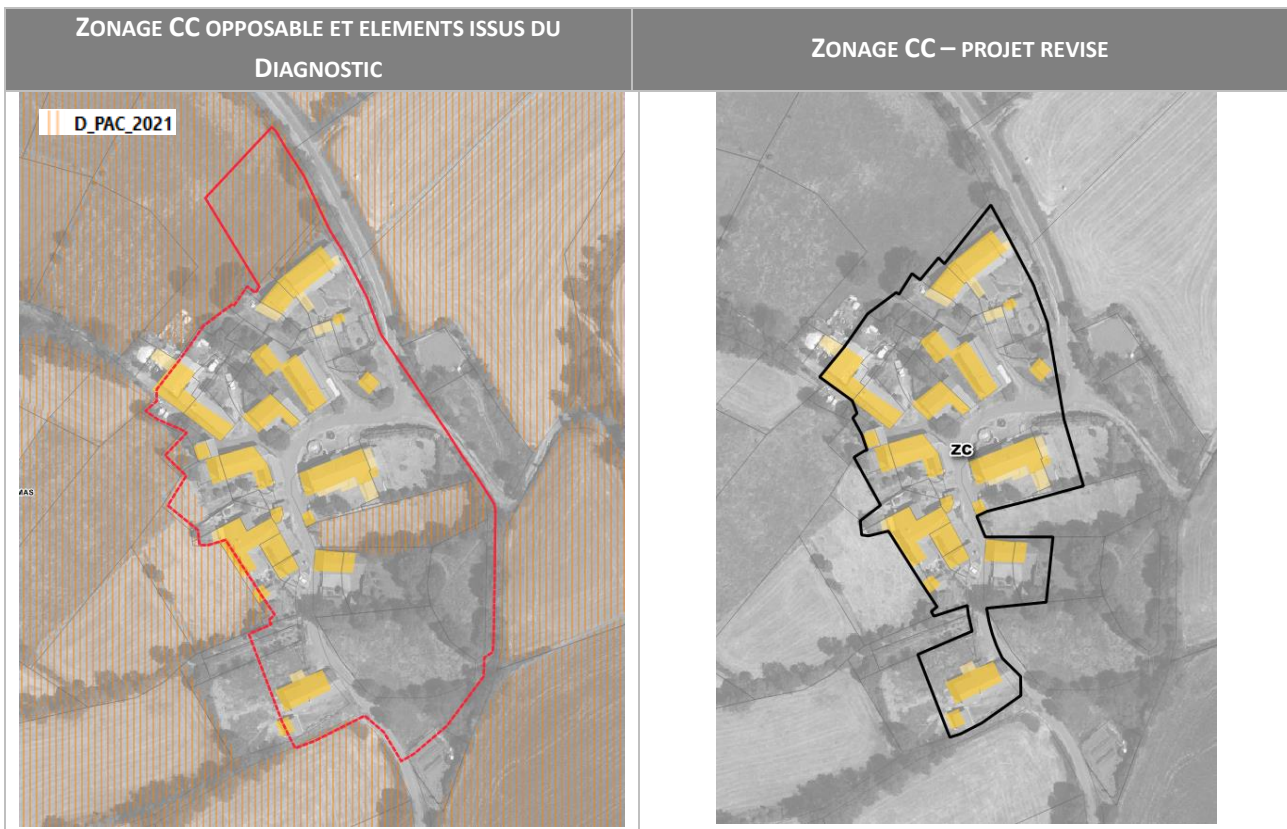 ZONAGE CC OPPOSABLE ET ELEMENTS ISSUS DU
DIAGNOSTIC
ZONAGE CC – PROJET REVISE
D_PAC_2021
MAS
ZC